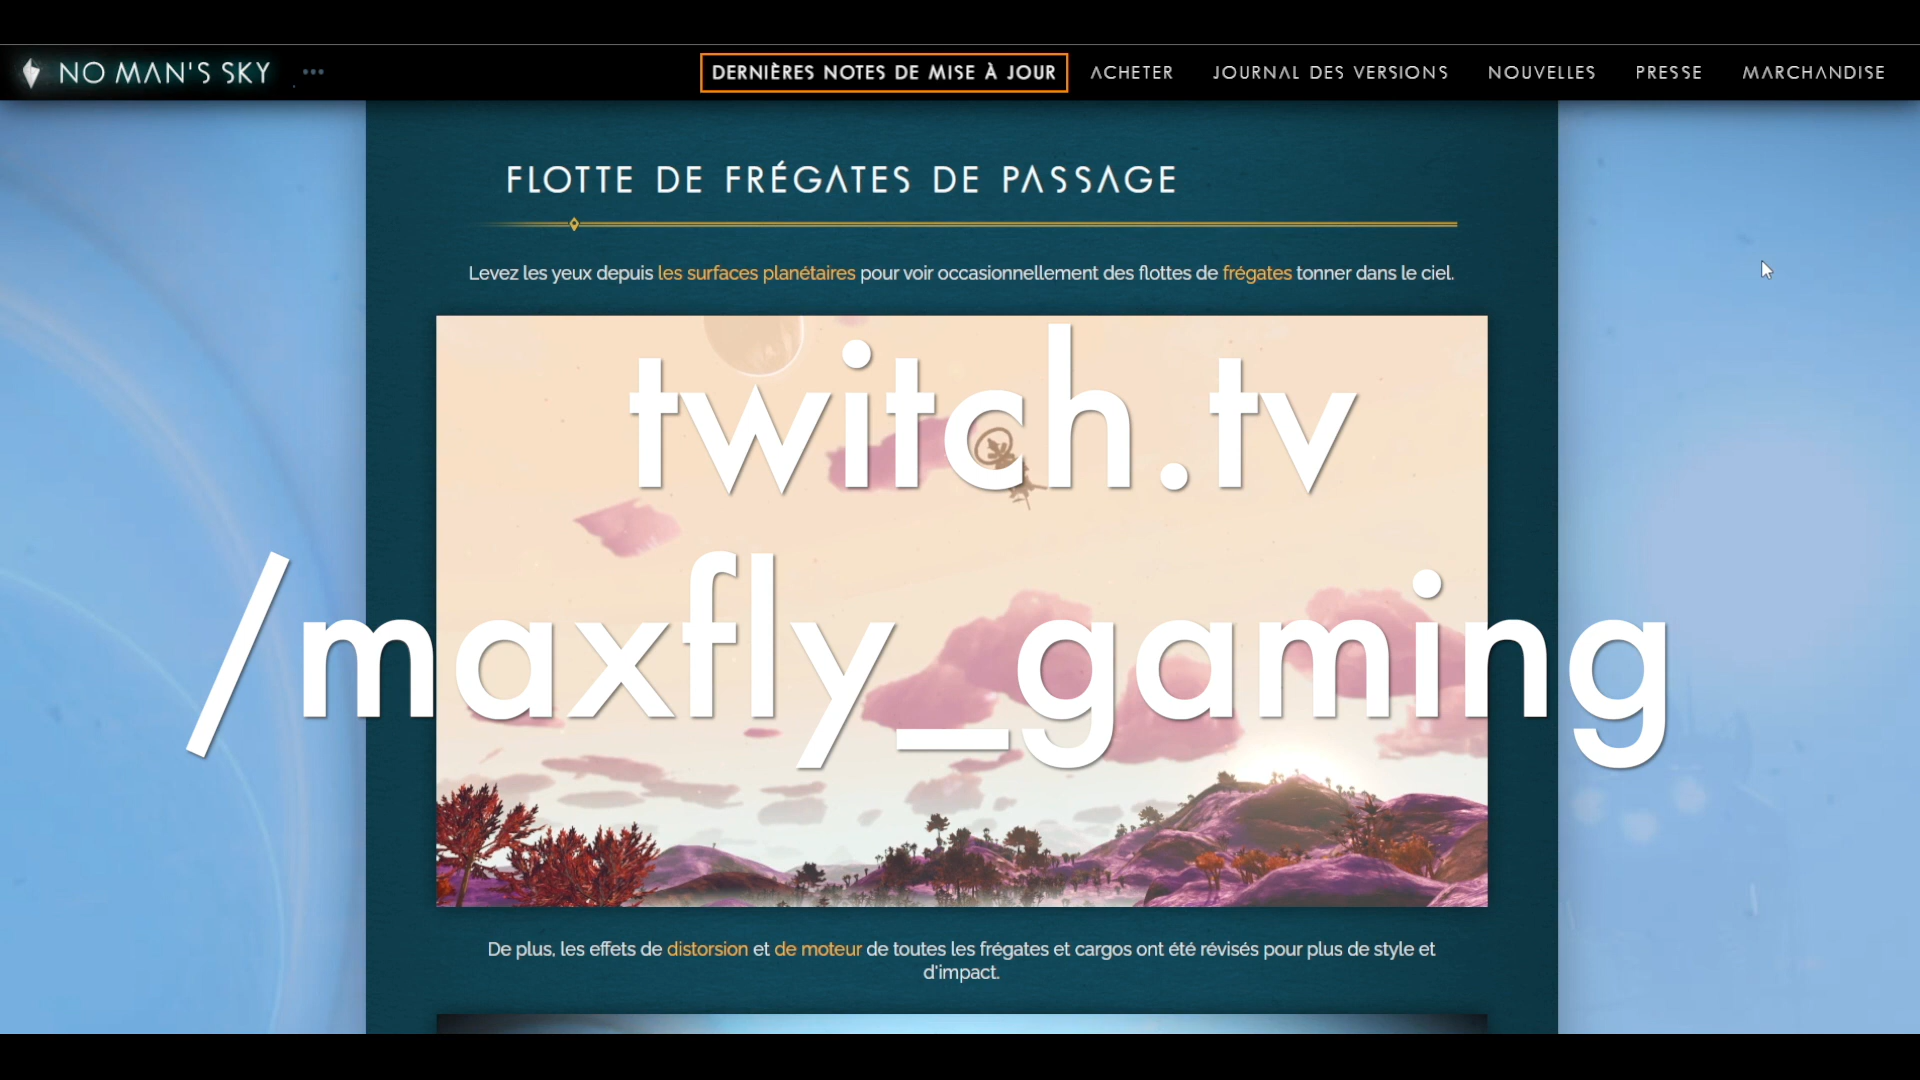 NO MAN'S SKY ...
DERNIÈRES NOTES DE MISE À JOUR ACHETER JOURNAL DES VERSIONS NOUVELLES PRESSE MARCHANDISE
FLOTTE DE FRÉGATES DE PASSAGE
Levez les yeux depuis les surfaces planétaires pour voir occasionnellement des flottes de frégates tonner dans le ciel.
twitch.tv
/maxfly_gaming
De plus, les effets de distorsion et de moteur de toutes les frégates et cargos ont été révisés pour plus de style et
d'impact.